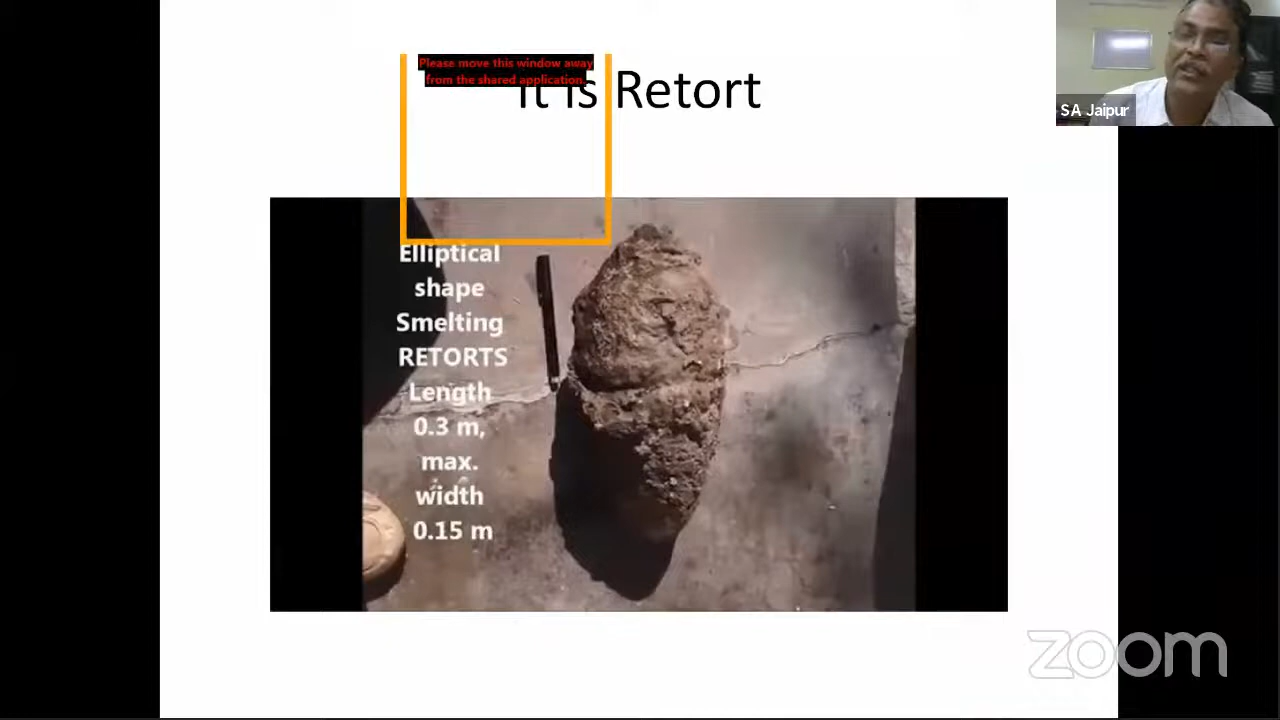 Please move this window away
from the shared application.
It is Retort
SA Jaipur
Elliptical
shape
Smelting
RETORTS
Length
0.3 m,
max.
width
0.15 m
zoom